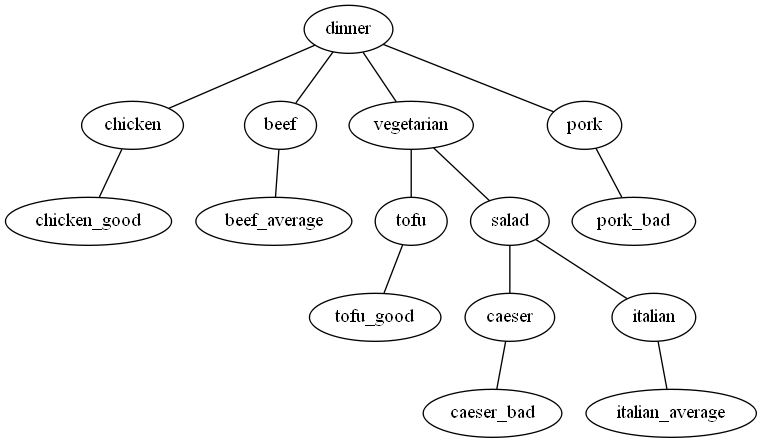 dinner
chicken
beef
vegetarian
pork
chicken_good
beef_average
tofu
salad
pork_bad
tofu_good
caeser
italian
caeser_bad
italian_average